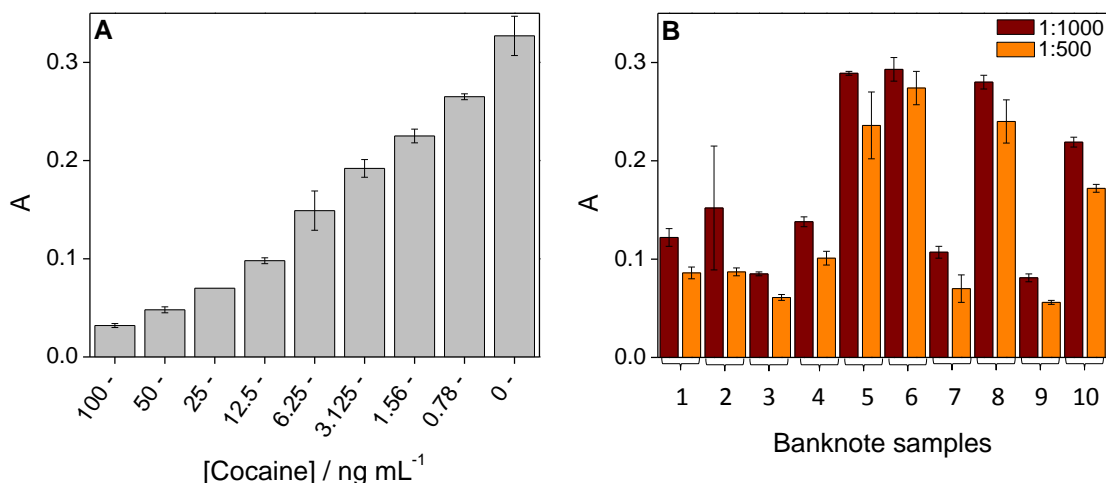 A
A
0.3
0.2
0.1
0.0
100 -
50 -
25 -
12.5 -
6.25 -
3.125 -
1.56 -
0.78 -
0 -
[Cocaine] / ng mL⁻¹
B
1:1000
1:500
A
0.3
0.2
0.1
0.0
1 2 3 4 5 6 7 8 9 10
Banknote samples